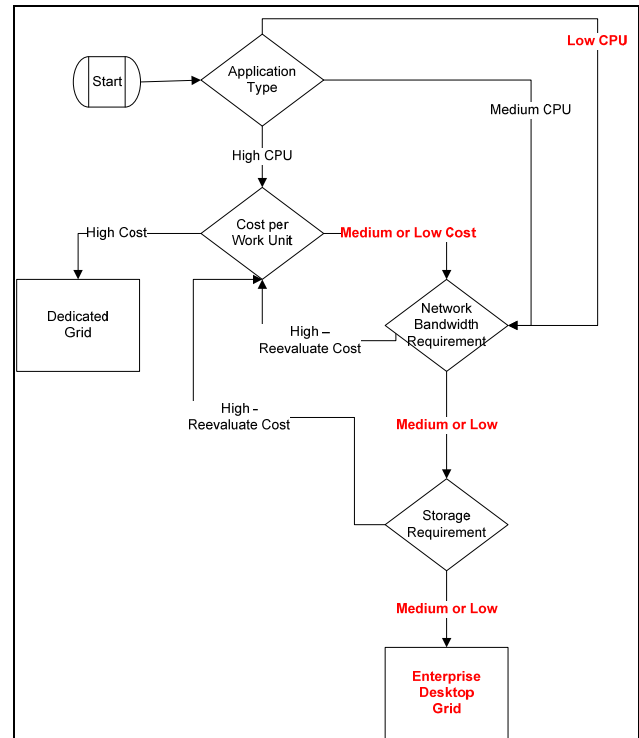 Low CPU
Start
Application
Type
Medium CPU
High CPU
Cost per
Work Unit
High Cost
Medium or Low Cost
Dedicated
Grid
Network
Bandwidth
Requirement
High –
Reevaluate Cost
High -
Reevaluate Cost
Medium or Low
Storage
Requirement
Medium or Low
Enterprise
Desktop
Grid